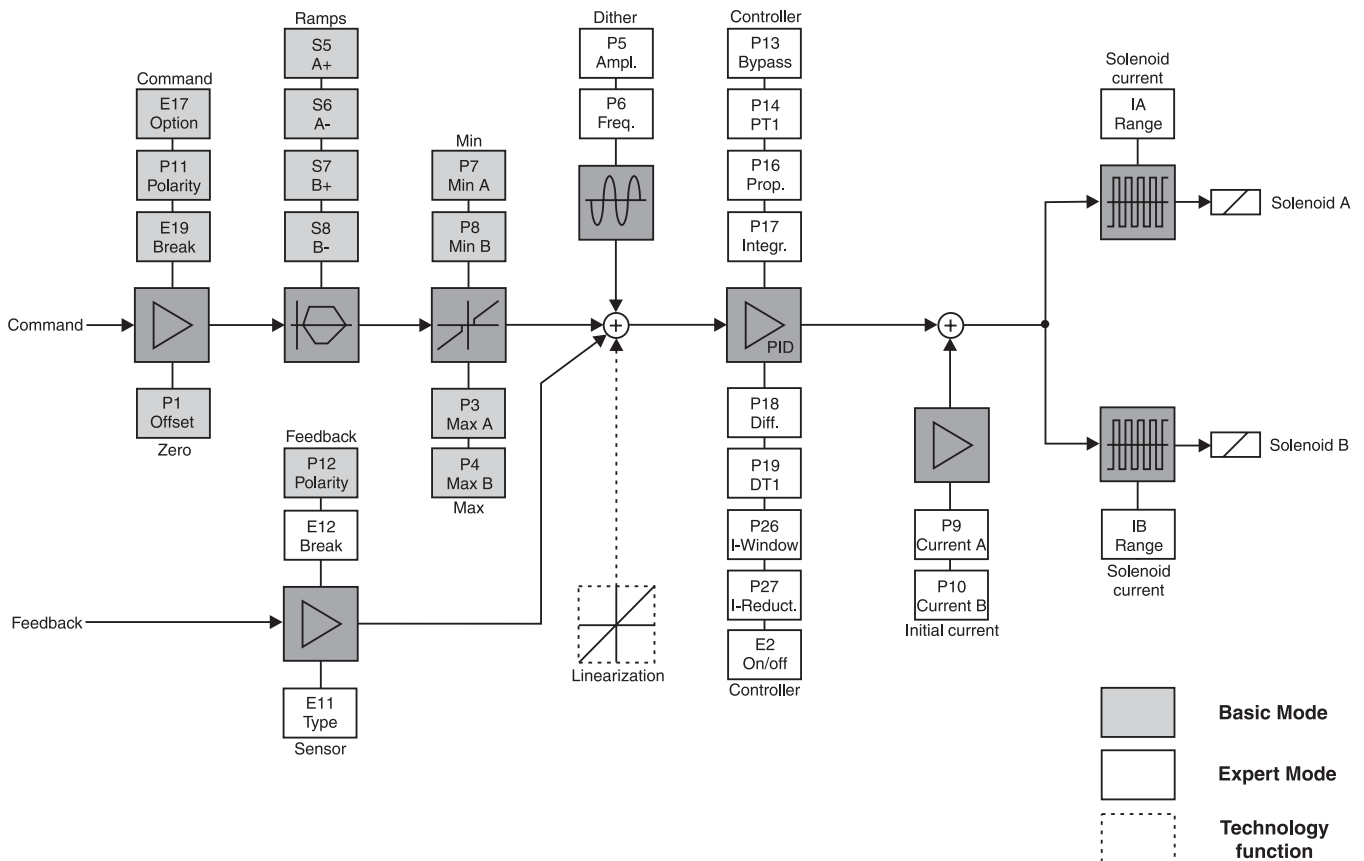 Ramps
S5
A+
S6
A-
S7
B+
S8
B-
Command
E17
Option
P11
Polarity
E19
Break
Command
P1
Offset
Zero
Min
P7
Min A
P8
Min B
P3
Max A
P4
Max B
Max
Feedback
P12
Polarity
E12
Break
Feedback
E11
Type
Sensor
Dither
P5
Ampl.
P6
Freq.
Linearization
Controller
P13
Bypass
P14
PT1
P16
Prop.
P17
Integr.
PID
P18
Diff.
P19
DT1
P26
I-Window
P27
I-Reduct.
E2
On/off
Controller
P9
Current A
P10
Current B
Initial current
Solenoid
current
IA
Range
Solenoid A
Solenoid B
IB
Range
Solenoid
current
Basic Mode
Expert Mode
Technology
function